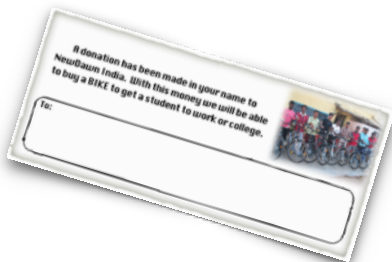 A donation has been made in your name to
NewDawn India. With this money we will be able
to buy a BIKE to get a student to work or college.
To: